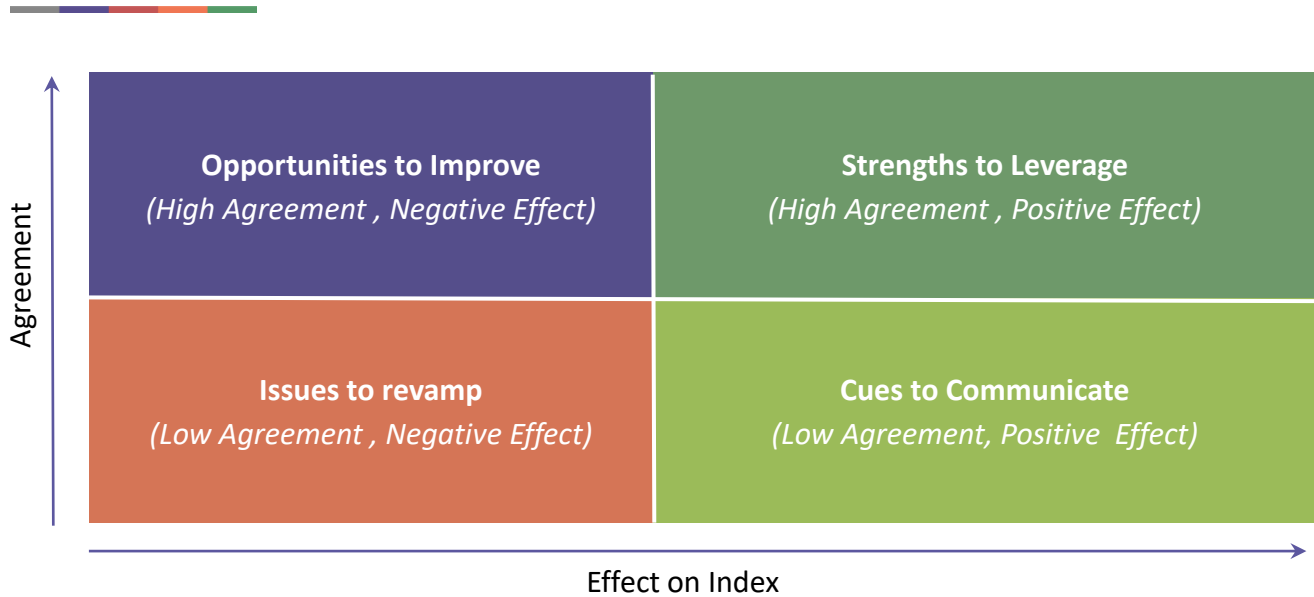 Opportunities to Improve
(High Agreement , Negative Effect)
Strengths to Leverage
(High Agreement , Positive Effect)
Agreement
Issues to revamp
(Low Agreement , Negative Effect)
Cues to Communicate
(Low Agreement, Positive  Effect)
Effect on Index